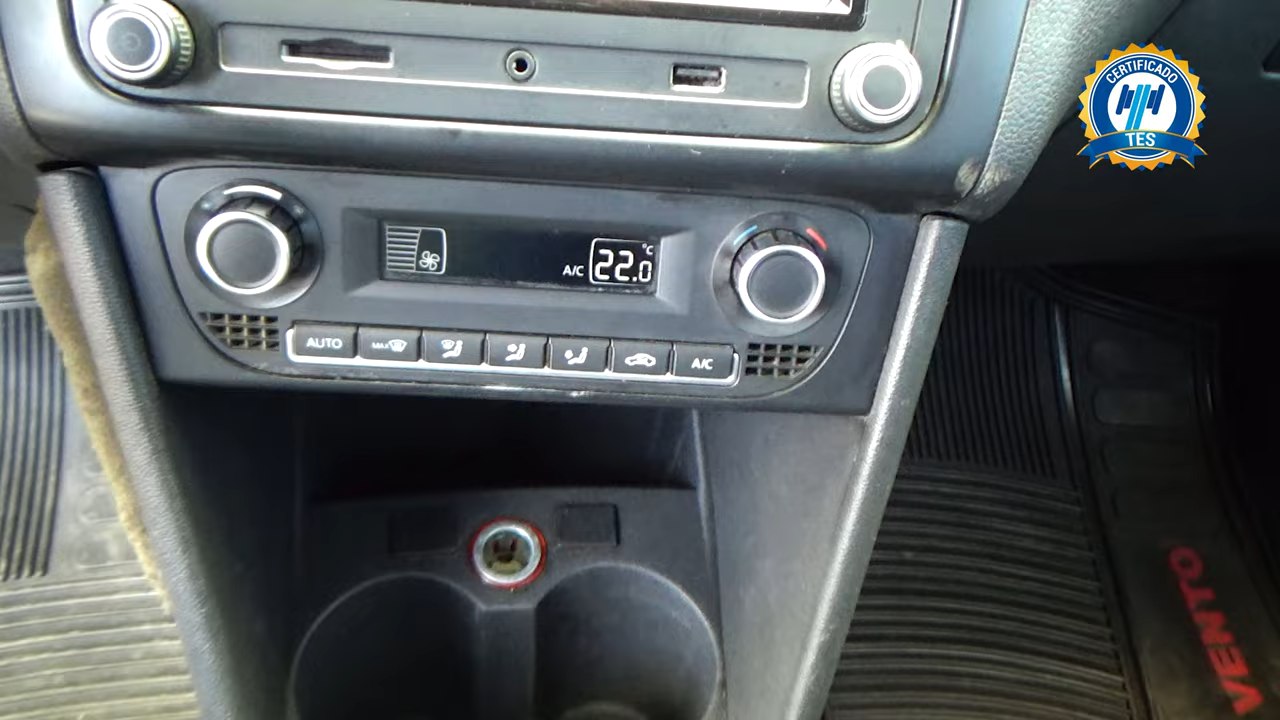 CERTIFICADO
TES
A/C 22.0 °C
AUTO
MAX
A/C
VENTO